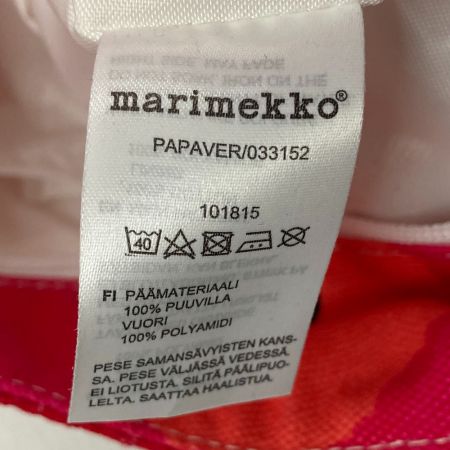 marimekko®
PAPAVER/033152
101815
40
FI PÄÄMATERIAALI
100% PUUVILLA
VUORI
100% POLYAMIDI
PESE SAMANSÄVYISTEN KANS-
SA. PESE VÄLJÄSSÄ VEDESSÄ.
EI LIOTUSTA. SILITÄ PÄÄLIPUO-
LELTA. SAATTAA HAALISTUA.